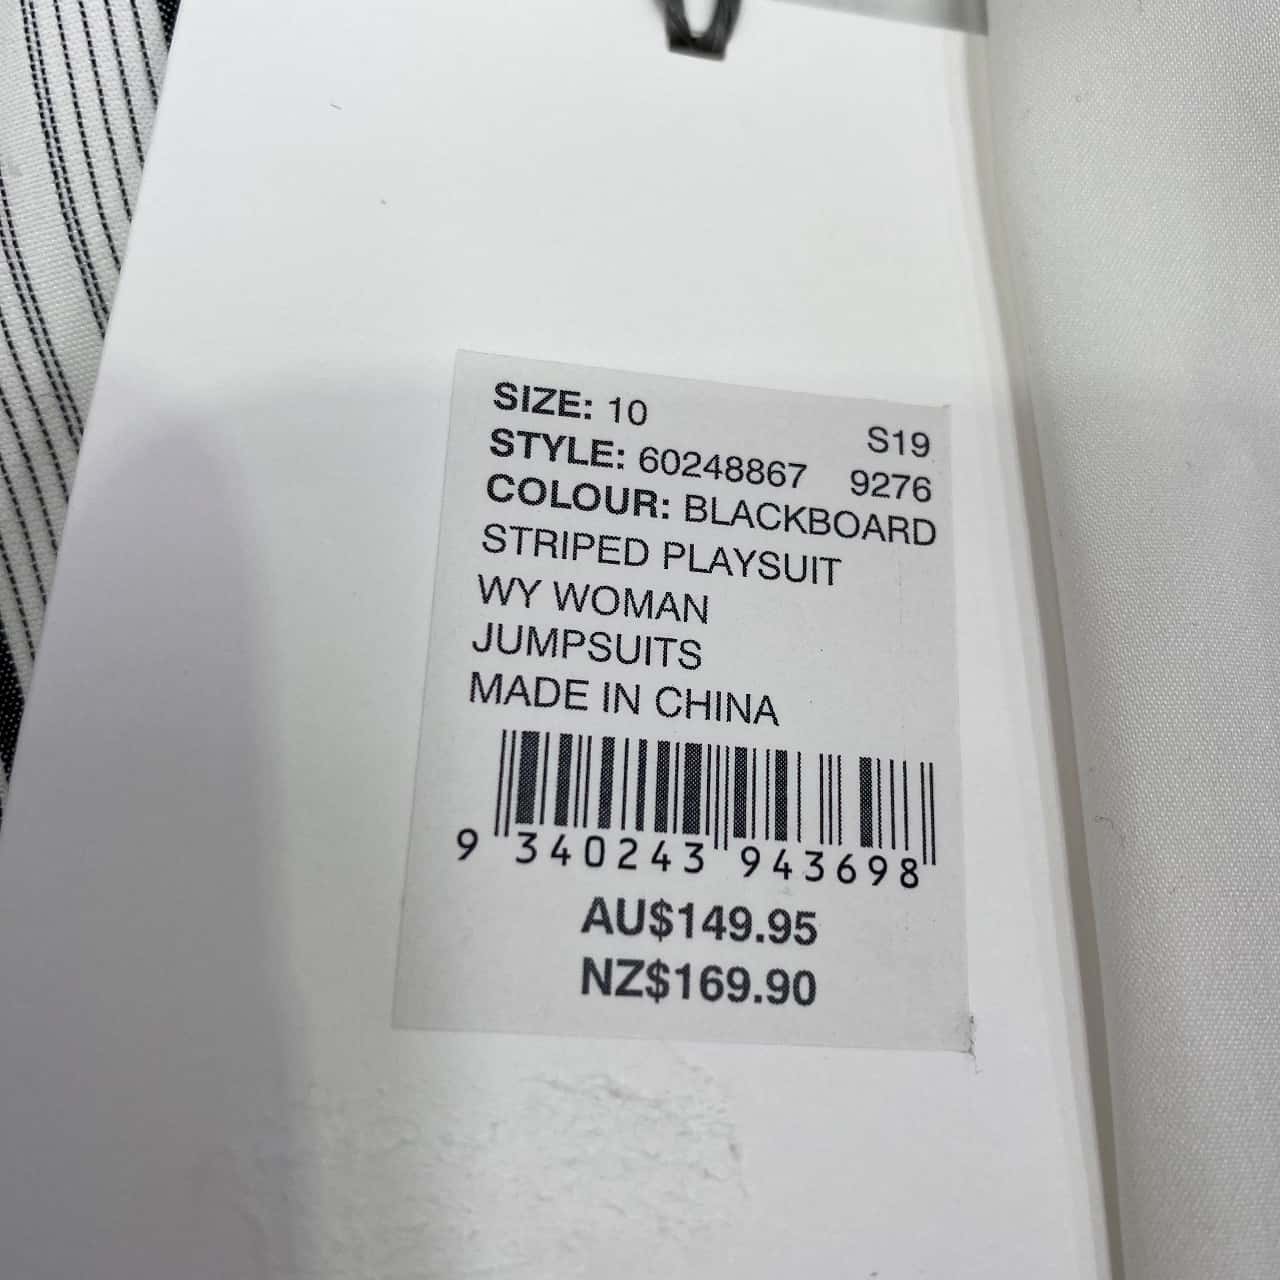 SIZE: 10 S19
STYLE: 60248867 9276
COLOUR: BLACKBOARD
STRIPED PLAYSUIT
WY WOMAN
JUMPSUITS
MADE IN CHINA
9 340243 943698
AU$149.95
NZ$169.90